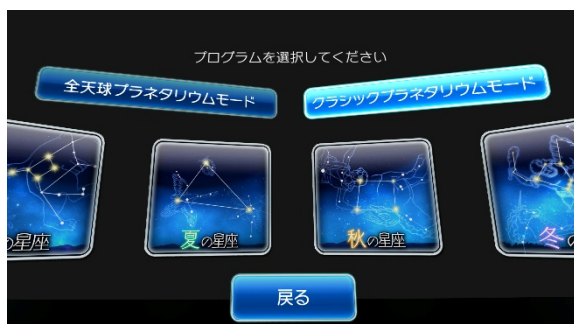 プログラムを選択してください
全天球プラネタリウムモード
クラシックプラネタリウムモード
の星座
夏の星座
秋の星座
冬の
戻る